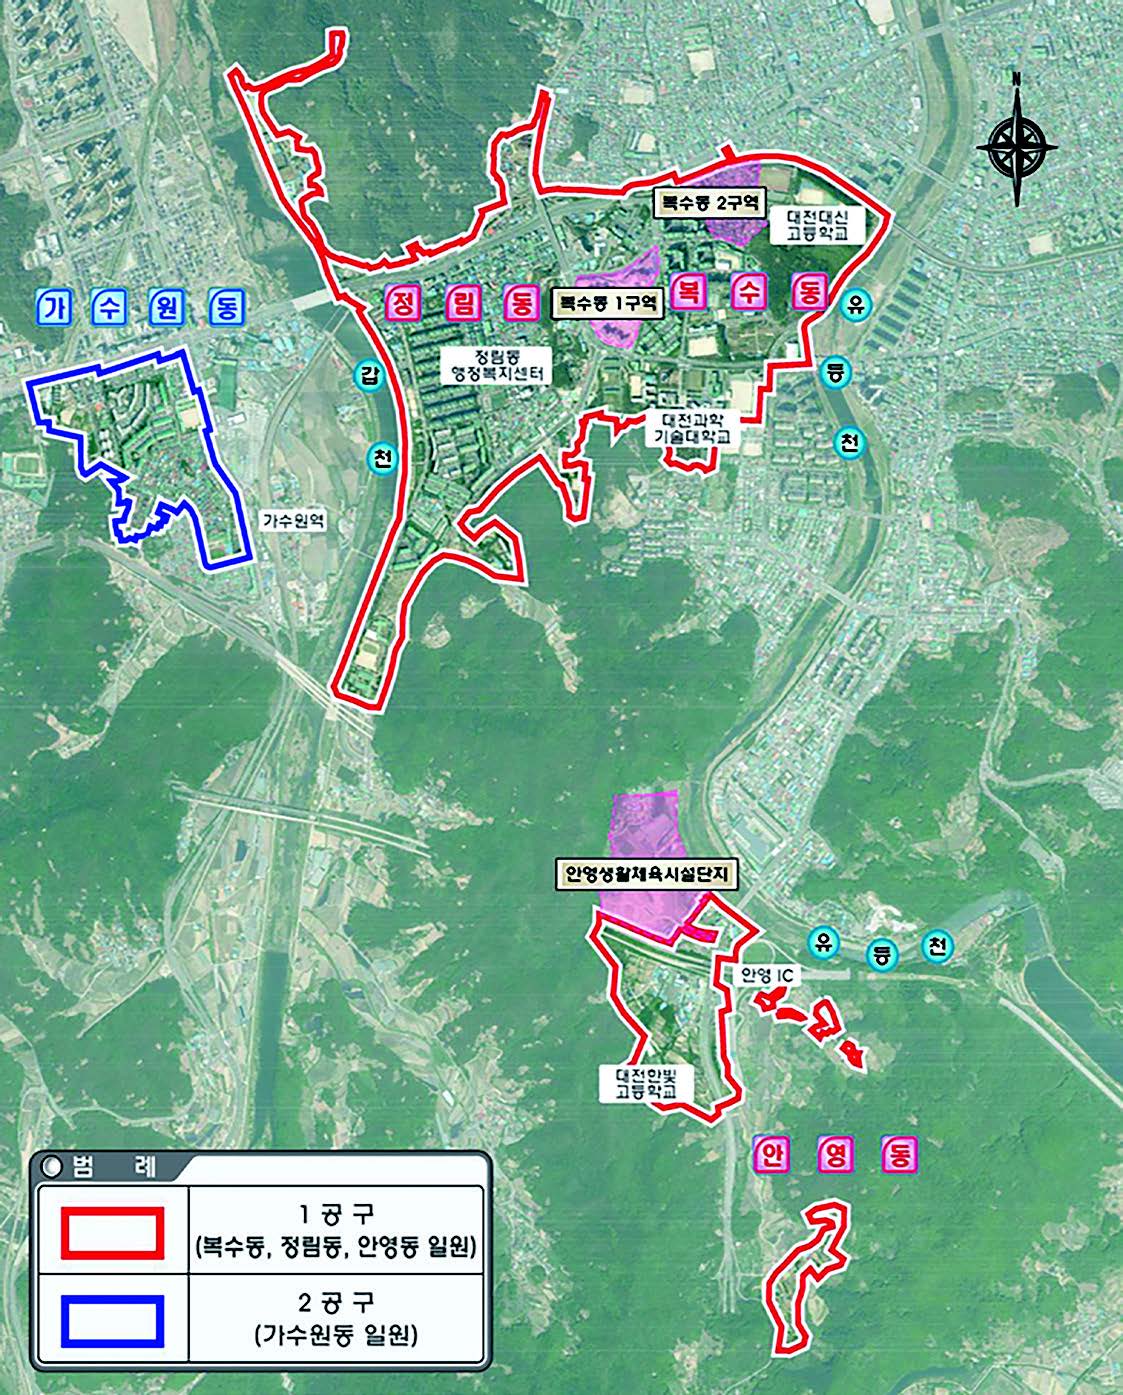 N
복수동 2구역
대전대신
고등학교
가수원동
정림동
복수동 1구역
복수동
유등천
정림동
행정복지센터
갑천
대전과학
기술대학교
가수원역
안영생활체육시설단지
유등천
안영 IC
대전한빛
고등학교
안영동
범 례
1 공 구
(복수동, 정림동, 안영동 일원)
2 공 구
(가수원동 일원)